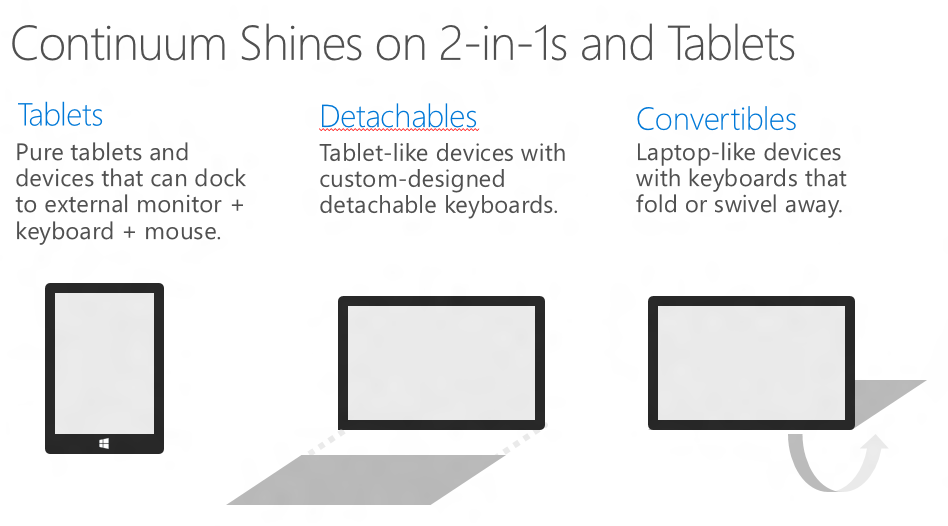 Continuum Shines on 2-in-1s and Tablets
Tablets
Pure tablets and
devices that can dock
to external monitor +
keyboard + mouse.
Detachables
Tablet-like devices with
custom-designed
detachable keyboards.
Convertibles
Laptop-like devices
with keyboards that
fold or swivel away.